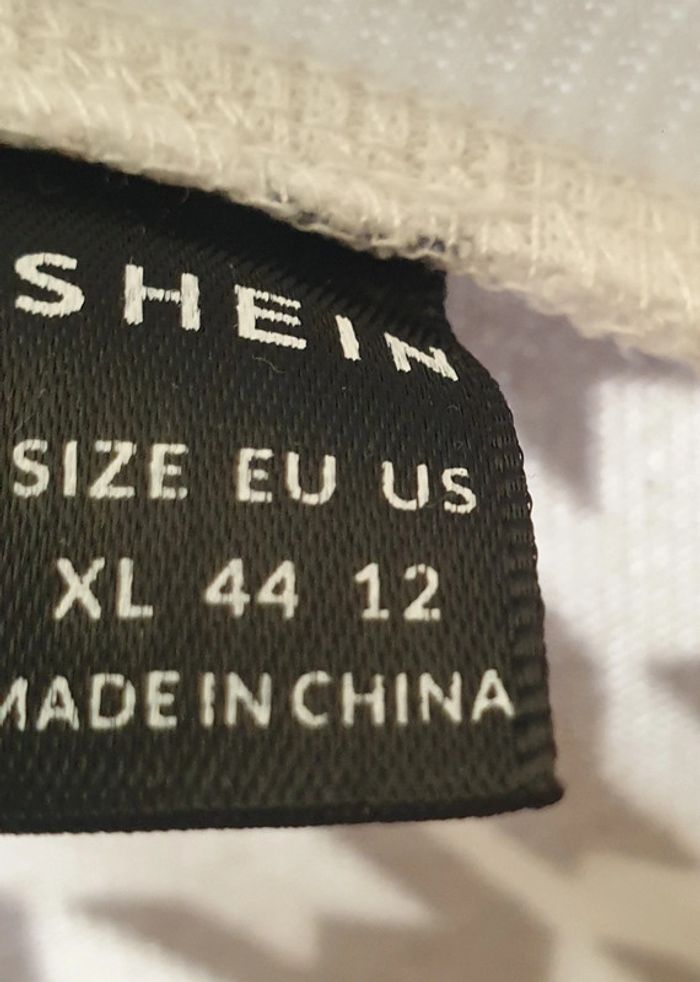 SHEIN
SIZE EU US
XL 44 12
MADE IN CHINA